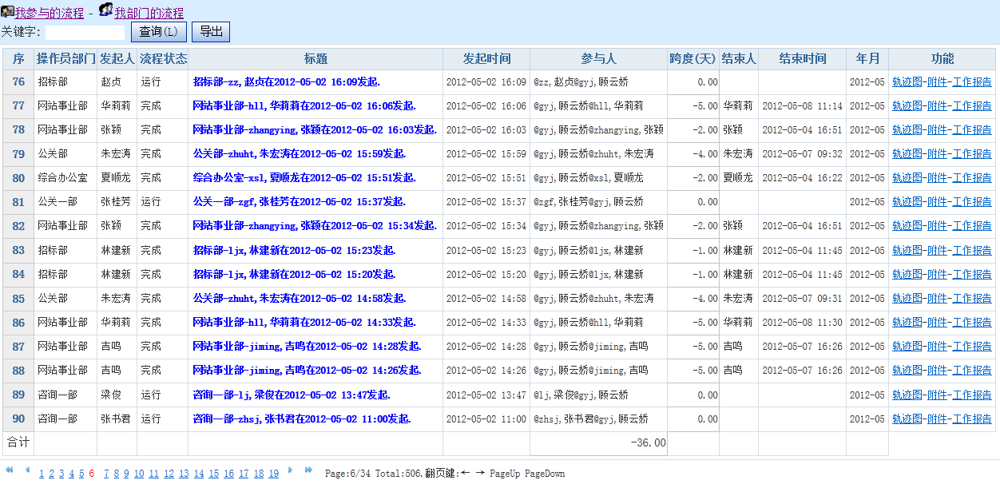 我参与的流程 - 我部门的流程
关键字: 查询(L) 导出
序 操作员部门 发起人 流程状态 标题 发起时间 参与人 跨度(天) 结束人 结束时间 年月 功能
76 招标部 赵贞 运行 招标部-zz,赵贞在2012-05-02 16:09发起. 2012-05-02 16:09 @zz,赵贞@gyj,顾云娇 0.00 2012-05 轨迹图-附件-工作报告
77 网站事业部 华莉莉 完成 网站事业部-hll,华莉莉在2012-05-02 16:06发起. 2012-05-02 16:06 @gyj,顾云娇@hll,华莉莉 -5.00 华莉莉 2012-05-08 11:14 2012-05 轨迹图-附件-工作报告
78 网站事业部 张颖 完成 网站事业部-zhangying,张颖在2012-05-02 16:03发起. 2012-05-02 16:03 @gyj,顾云娇@zhangying,张颖 -2.00 张颖 2012-05-04 16:51 2012-05 轨迹图-附件-工作报告
79 公关部 朱宏涛 完成 公关部-zhuht,朱宏涛在2012-05-02 15:59发起. 2012-05-02 15:59 @gyj,顾云娇@zhuht,朱宏涛 -4.00 朱宏涛 2012-05-07 09:32 2012-05 轨迹图-附件-工作报告
80 综合办公室 夏顺龙 完成 综合办公室-xsl,夏顺龙在2012-05-02 15:51发起. 2012-05-02 15:51 @gyj,顾云娇@xsl,夏顺龙 -2.00 夏顺龙 2012-05-04 16:22 2012-05 轨迹图-附件-工作报告
81 公关一部 张桂芳 运行 公关一部-zgf,张桂芳在2012-05-02 15:37发起. 2012-05-02 15:37 @zgf,张桂芳@gyj,顾云娇 0.00 2012-05 轨迹图-附件-工作报告
82 网站事业部 张颖 完成 网站事业部-zhangying,张颖在2012-05-02 15:34发起. 2012-05-02 15:34 @gyj,顾云娇@zhangying,张颖 -2.00 张颖 2012-05-04 16:51 2012-05 轨迹图-附件-工作报告
83 招标部 林建新 完成 招标部-ljx,林建新在2012-05-02 15:23发起. 2012-05-02 15:23 @gyj,顾云娇@ljx,林建新 -1.00 林建新 2012-05-04 11:45 2012-05 轨迹图-附件-工作报告
84 招标部 林建新 完成 招标部-ljx,林建新在2012-05-02 15:20发起. 2012-05-02 15:20 @gyj,顾云娇@ljx,林建新 -1.00 林建新 2012-05-04 11:45 2012-05 轨迹图-附件-工作报告
85 公关部 朱宏涛 完成 公关部-zhuht,朱宏涛在2012-05-02 14:58发起. 2012-05-02 14:58 @gyj,顾云娇@zhuht,朱宏涛 -4.00 朱宏涛 2012-05-07 09:31 2012-05 轨迹图-附件-工作报告
86 网站事业部 华莉莉 完成 网站事业部-hll,华莉莉在2012-05-02 14:33发起. 2012-05-02 14:33 @gyj,顾云娇@hll,华莉莉 -5.00 华莉莉 2012-05-08 11:30 2012-05 轨迹图-附件-工作报告
87 网站事业部 吉鸣 完成 网站事业部-jiming,吉鸣在2012-05-02 14:28发起. 2012-05-02 14:28 @gyj,顾云娇@jiming,吉鸣 -5.00 吉鸣 2012-05-07 16:26 2012-05 轨迹图-附件-工作报告
88 网站事业部 吉鸣 完成 网站事业部-jiming,吉鸣在2012-05-02 14:26发起. 2012-05-02 14:26 @gyj,顾云娇@jiming,吉鸣 -5.00 吉鸣 2012-05-07 16:26 2012-05 轨迹图-附件-工作报告
89 咨询一部 梁俊 运行 咨询一部-lj,梁俊在2012-05-02 13:47发起. 2012-05-02 13:47 @lj,梁俊@gyj,顾云娇 0.00 2012-05 轨迹图-附件-工作报告
90 咨询一部 张书君 运行 咨询一部-zhsj,张书君在2012-05-02 11:00发起. 2012-05-02 11:00 @zhsj,张书君@gyj,顾云娇 0.00 2012-05 轨迹图-附件-工作报告
合计 -36.00
1 2 3 4 5 6 7 8 9 10 11 12 13 14 15 16 17 18 19 Page:6/34 Total:506.翻页键:← → PageUp PageDown